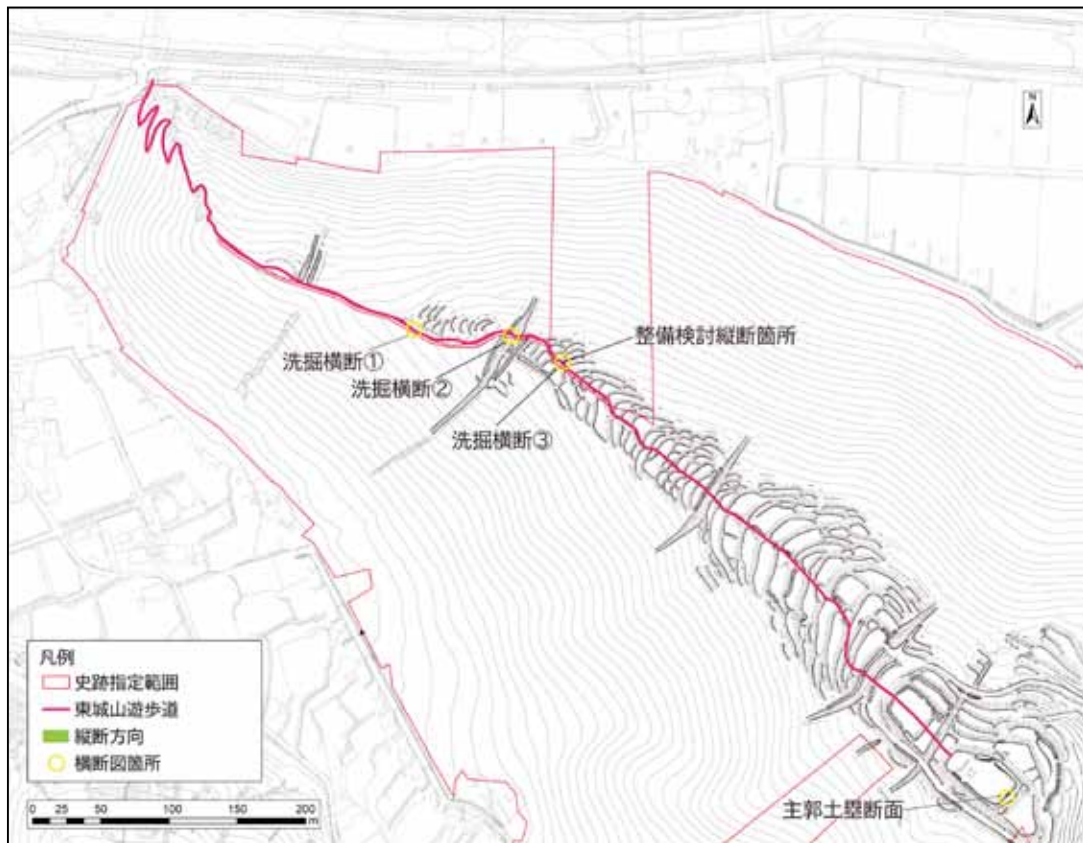 N
整備検討縦断箇所
洗掘横断①
洗掘横断②
洗掘横断③
主郭土塁断面
凡例
史跡指定範囲
東城山遊歩道
縦断方向
横断図箇所
0 25 50 100 150 200
m